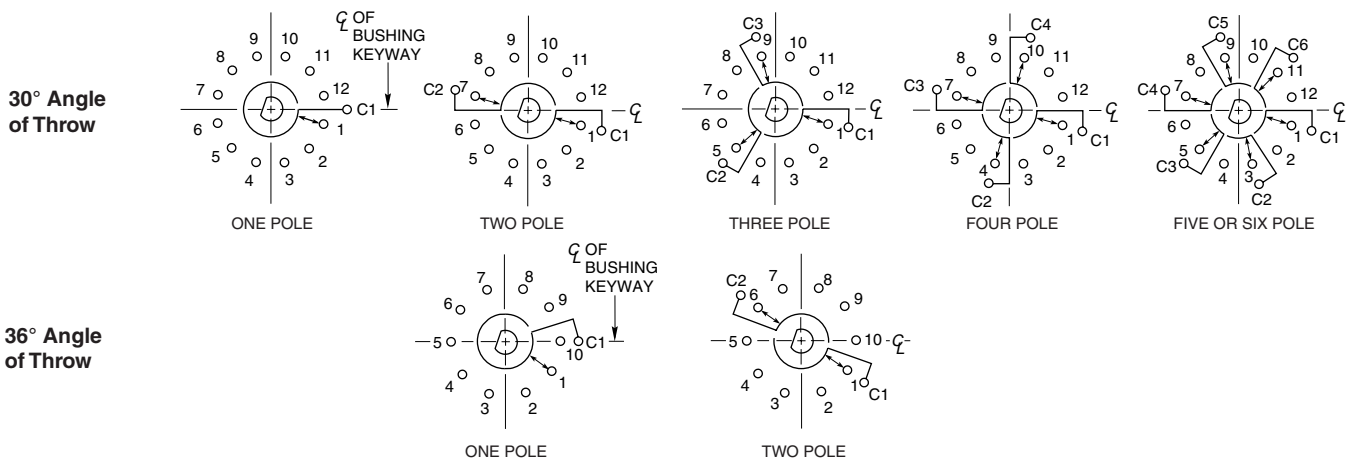 30° Angle
of Throw
℄ OF
BUSHING
KEYWAY
9 10
8 11
7 12
C1
6 1
5 2
4 3
ONE POLE
9 10
8 11
C2 7 12
℄
6 1 C1
5 2
4 3
TWO POLE
C3
9 10
8 11
7 12
℄
6 1 C1
5 2
C2 4 3
THREE POLE
C4
9 10
8 11
C3 7 12
℄
6 1 C1
5 2
4 3
C2
FOUR POLE
C5
9 10 C6
8 11
C4 7 12
℄
6 1 C1
5 2
C3 4 3
C2
FIVE OR SIX POLE
36° Angle
of Throw
℄ OF
BUSHING
KEYWAY
7 8
6 9
5 10 C1
4 1
3 2
ONE POLE
C2 7 8
6 9
5 10 ℄
4 1 C1
3 2
TWO POLE